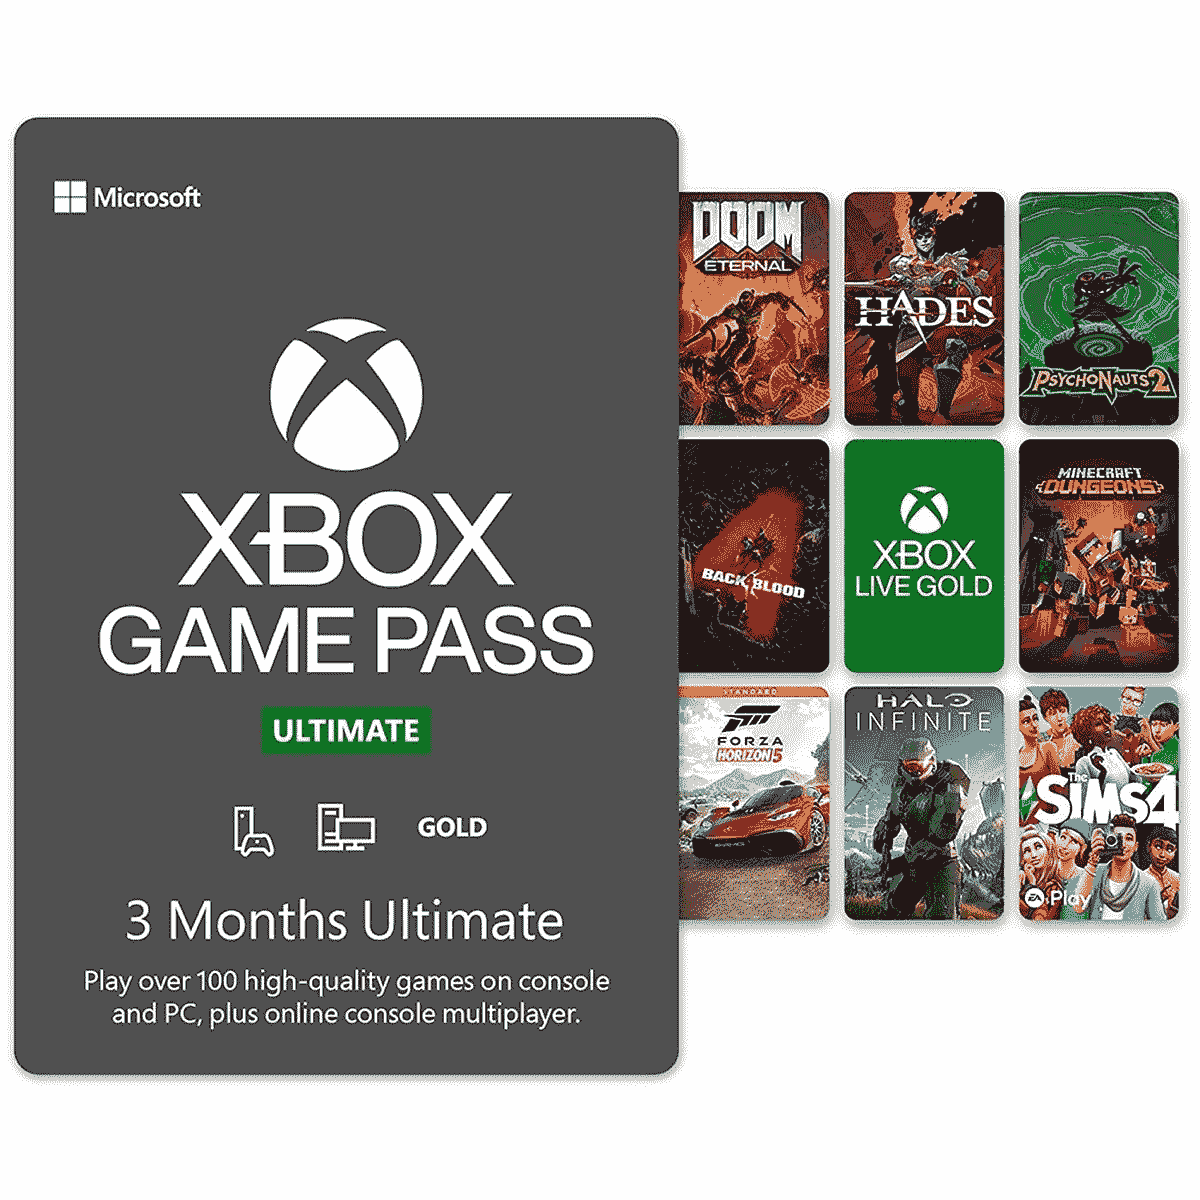 Microsoft
XBOX
GAME PASS
ULTIMATE
GOLD
3 Months Ultimate
Play over 100 high-quality games on console
and PC, plus online console multiplayer.
DOOM
ETERNAL
HADES
PSYCHONAUTS 2
4
BACK BLOOD
XBOX
LIVE GOLD
MINECRAFT
DUNGEONS
STANDARD
FORZA
HORIZON 5
HALO
INFINITE
The
SIMS 4
EA Play